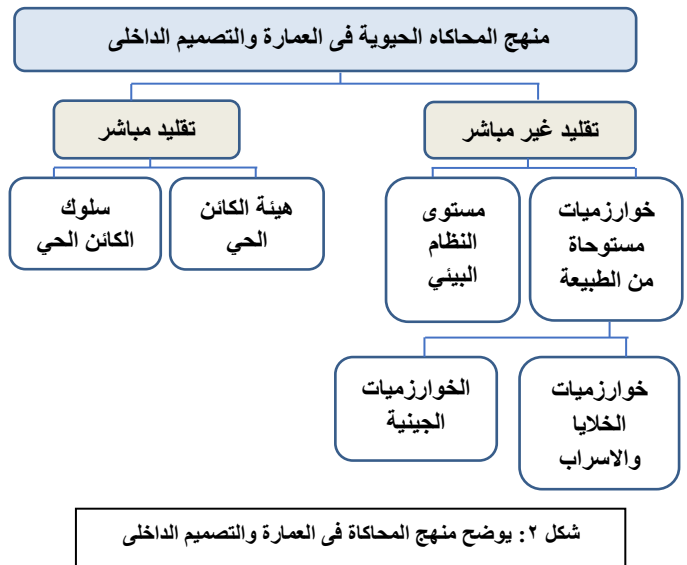 منهج المحاكاه الحيوية فى العمارة والتصميم الداخلى
تقليد غير مباشر
تقليد مباشر
خوارزميات
مستوحاة
من الطبيعة
مستوى
النظام
البيئي
هيئة الكائن
الحي
سلوك
الكائن الحي
خوارزميات
الخلايا
والاسراب
الخوارزميات
الجينية
شكل ٢: يوضح منهج المحاكاة فى العمارة والتصميم الداخلى